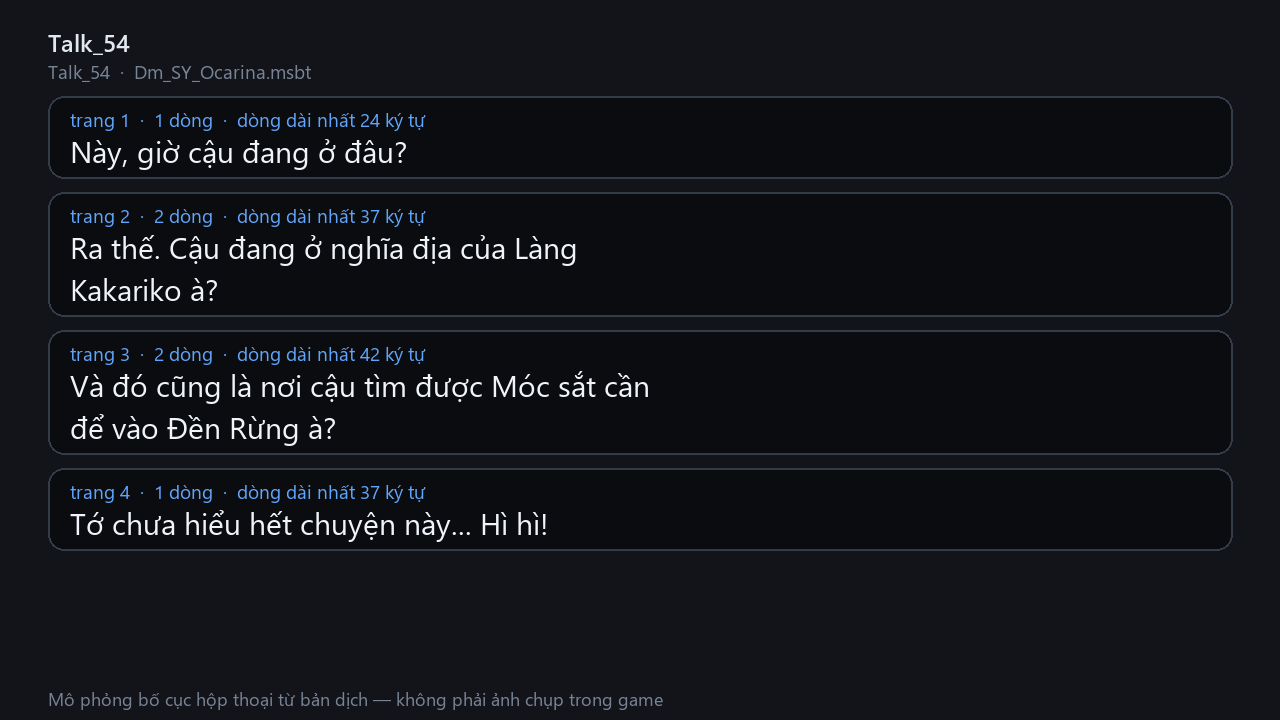 Talk_54
Talk_54 · Dm_SY_Ocarina.msbt
trang 1 · 1 dòng · dòng dài nhất 24 ký tự
Này, giờ cậu đang ở đâu?
trang 2 · 2 dòng · dòng dài nhất 37 ký tự
Ra thế. Cậu đang ở nghĩa địa của Làng
Kakariko à?
trang 3 · 2 dòng · dòng dài nhất 42 ký tự
Và đó cũng là nơi cậu tìm được Móc sắt cần
để vào Đền Rừng à?
trang 4 · 1 dòng · dòng dài nhất 37 ký tự
Tớ chưa hiểu hết chuyện này... Hì hì!
Mô phỏng bố cục hộp thoại từ bản dịch — không phải ảnh chụp trong game